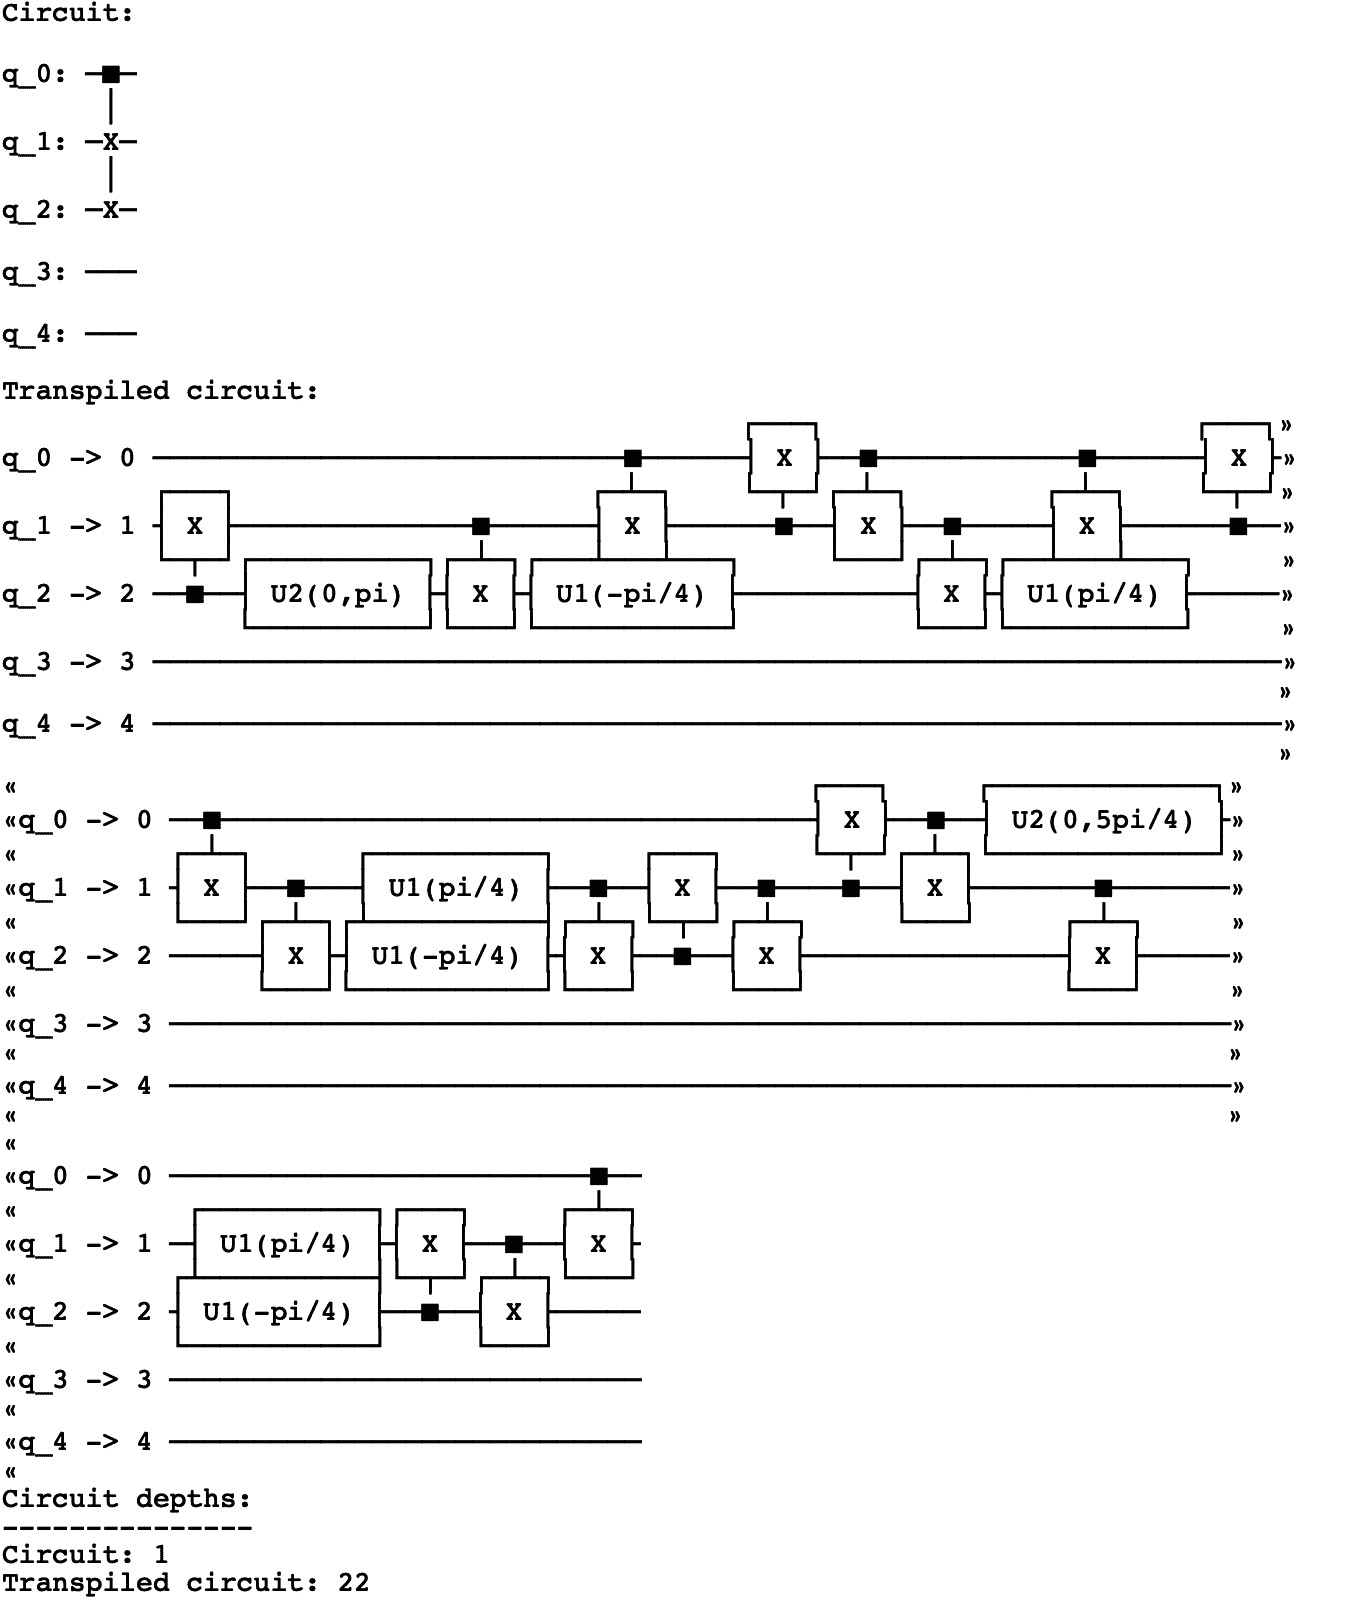 Circuit:
q_0: ─■─
q_1: ─X─
q_2: ─X─
q_3: ───
q_4: ───
Transpiled circuit:
»
q_0 -> 0 X X »
»
q_1 -> 1 X X X X »
»
q_2 -> 2 U2(0,pi) X U1(-pi/4) X U1(pi/4) »
»
q_3 -> 3 »
»
q_4 -> 4 »
»
« »
«q_0 -> 0 X U2(0,5pi/4) »
« »
«q_1 -> 1 X U1(pi/4) X X »
« »
«q_2 -> 2 X U1(-pi/4) X X X »
« »
«q_3 -> 3 »
« »
«q_4 -> 4 »
« »
«
«q_0 -> 0
«
«q_1 -> 1 U1(pi/4) X X
«
«q_2 -> 2 U1(-pi/4) X
«
«q_3 -> 3
«
«q_4 -> 4
«
Circuit depths:
---------------
Circuit: 1
Transpiled circuit: 22